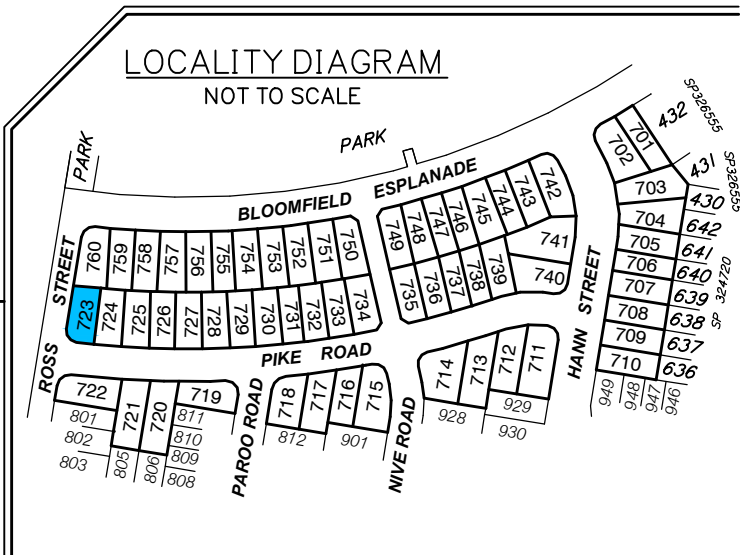 LOCALITY DIAGRAM
NOT TO SCALE
PARK
PARK
BLOOMFIELD ESPLANADE
ROSS STREET
PIKE ROAD
HANN STREET
PAROO ROAD
NIVE ROAD
760 759 758 757 756 755 754 753 752 751 750
723 724 725 726 727 728 729 730 731 732 733 734
749 748 747 746 745 744 743 742
741
735 736 737 738 739 740
432 SP326555
701
702
431 SP326555
703
430
704 642
705 641
706 640
707 639
708 638
709 637
710 636
SP 324720
949 948 947 946
722 721 720 719
801
802
803
805 806
811
810
809
808
718 717 716 715
812 901
714 713 712 711
928 929
930